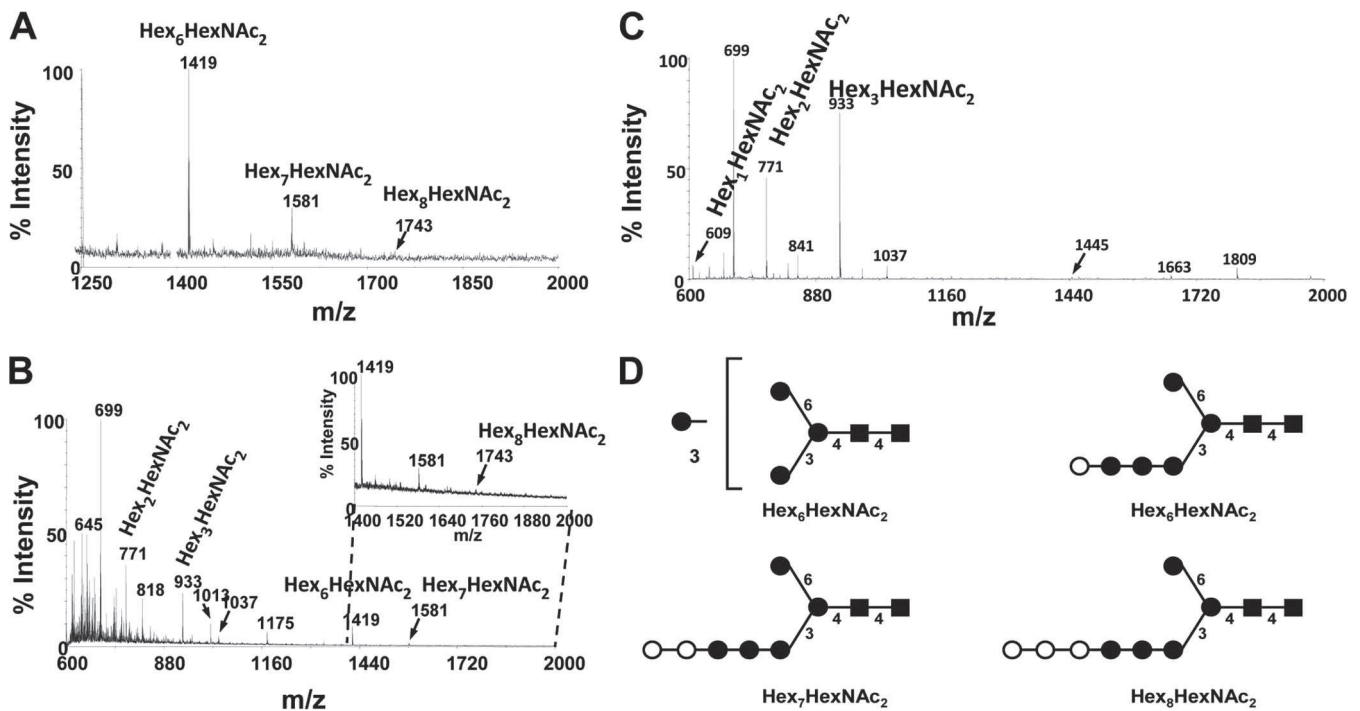 A
Hex6HexNAc2
1419
100
Hex7HexNAc2
1581
Hex8HexNAc2
1743
50
% Intensity
0
1250 1400 1550 1700 1850 2000
m/z
C
699
Hex1HexNAc2
Hex2HexNAc2
Hex3HexNAc2
100
933
771
50
% Intensity
609
841
1037
1445
1663
1809
0
600 880 1160 1440 1720 2000
m/z
B
699
100
645
Hex2HexNAc2
771
Hex3HexNAc2
50
818
933
1013
1037
1175
Hex6HexNAc2
1419
Hex7HexNAc2
1581
% Intensity
0
600 880 1160 1440 1720 2000
m/z
1419
100
Hex8HexNAc2
1581
1743
50
% Intensity
0
1400 1520 1640 1760 1880 2000
m/z
D
3
6
3
4
4
Hex6HexNAc2
6
3
4
4
Hex6HexNAc2
6
3
4
4
Hex7HexNAc2
6
3
4
4
Hex8HexNAc2